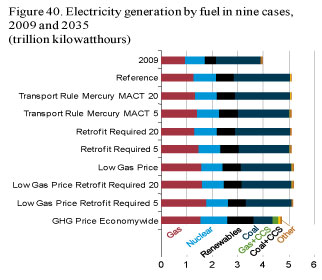 Figure 40. Electricity generation by fuel in nine cases,
2009 and 2035
(trillion kilowatthours)
2009
Reference
Transport Rule Mercury MACT 20
Transport Rule Mercury MACT 5
Retrofit Required 20
Retrofit Required 5
Low Gas Price
Low Gas Price Retrofit Required 20
Low Gas Price Retrofit Required 5
GHG Price Economywide
Gas
Nuclear
Renewables
Coal
Gas+CCS
Coal+CCS
Other
0 1 2 3 4 5 6